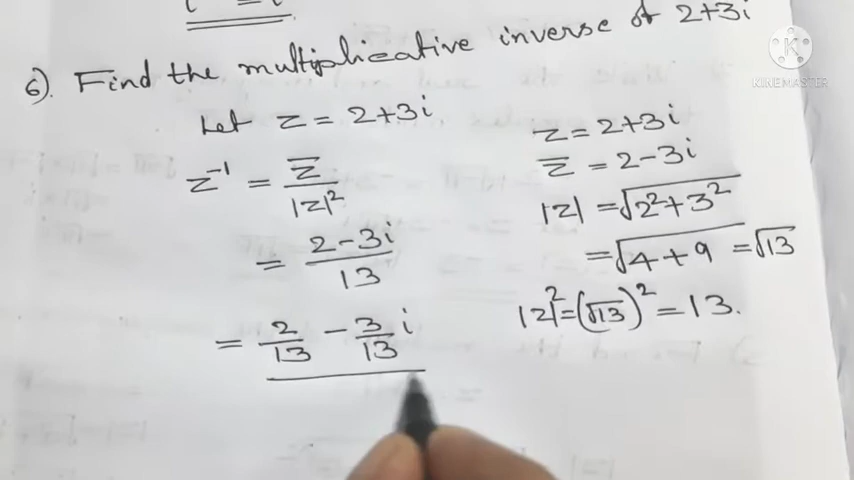 6). Find the multiplicative inverse of 2+3i
Let z = 2+3i
z⁻¹ = z̅/|z|²
= (2-3i)/13
= 2/13 - 3/13 i
z = 2+3i
z̅ = 2-3i
|z| = √(2²+3²)
= √(4+9) = √13
|z|² = (√13)² = 13.
KINEMASTER